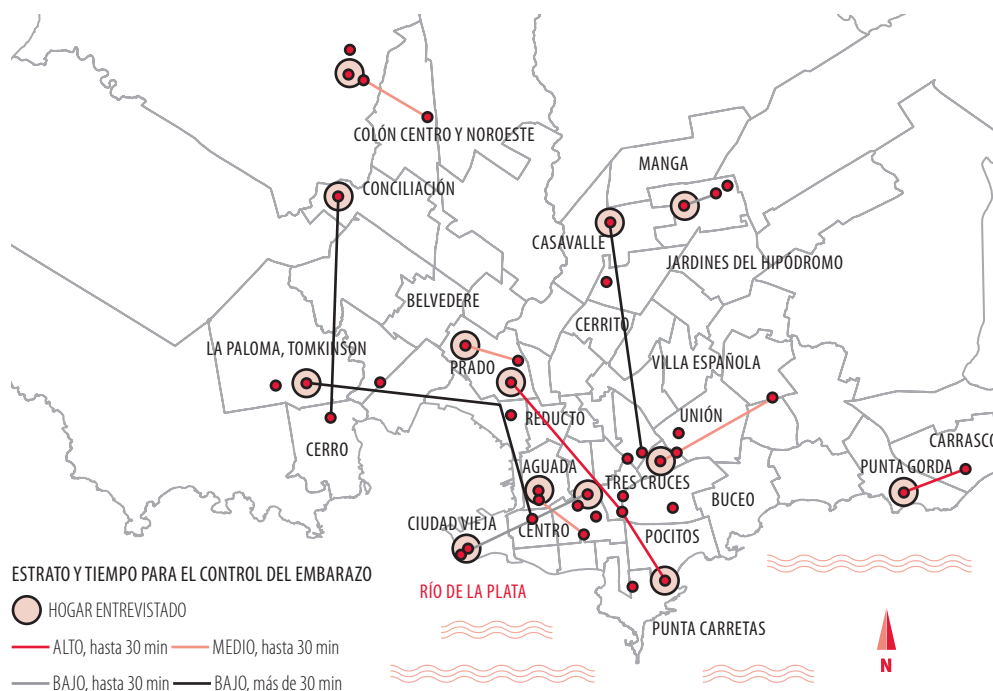 COLÓN CENTRO Y NOROESTE
MANGA
CONCILIACIÓN
CASAVALLE
JARDINES DEL HIPÓDROMO
BELVEDERE
CERRITO
LA PALOMA, TOMKINSON
VILLA ESPAÑOLA
PRADO
REDUCTO
UNIÓN
CERRO
CARRASCO
AGUADA
PUNTA GORDA
TRES CRUCES
BUCEO
CIUDAD VIEJA
CENTRO
POCITOS
ESTRATO Y TIEMPO PARA EL CONTROL DEL EMBARAZO
RÍO DE LA PLATA
HOGAR ENTREVISTADO
PUNTA CARRETAS
ALTO, hasta 30 min
MEDIO, hasta 30 min
N
BAJO, hasta 30 min
BAJO, más de 30 min